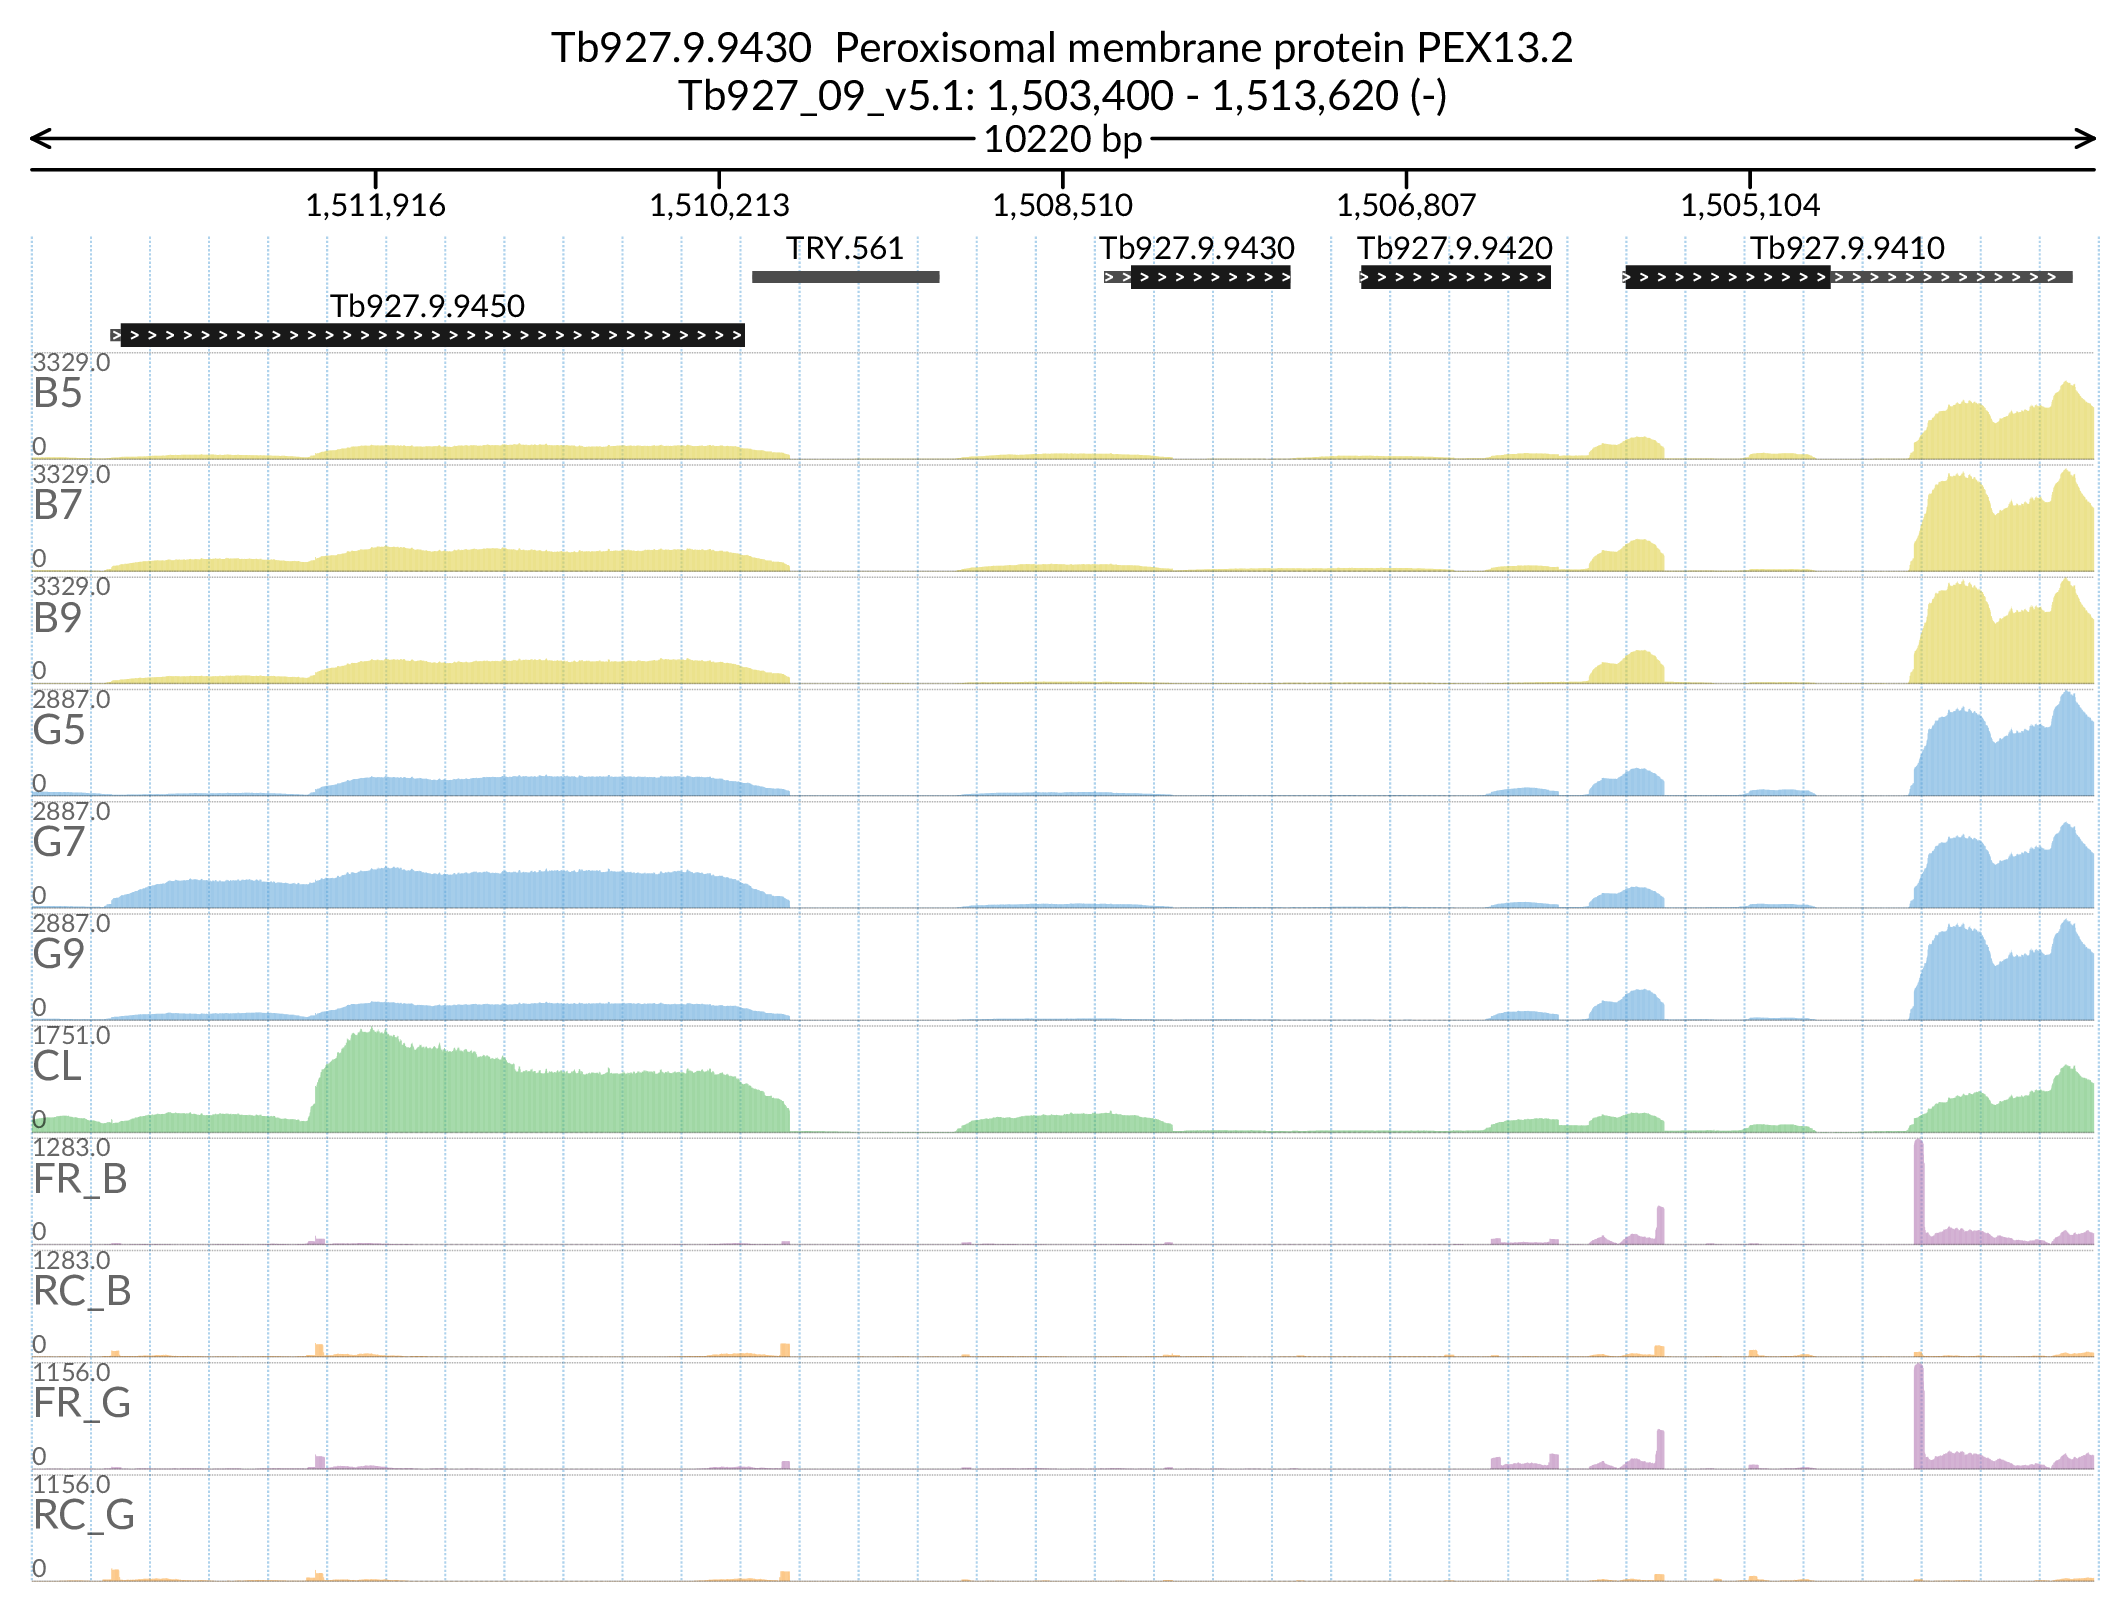 Tb927.9.9430  Peroxisomal membrane protein PEX13.2
Tb927_09_v5.1: 1,503,400 - 1,513,620 (-)
10220 bp
1,511,916 1,510,213 1,508,510 1,506,807 1,505,104
TRY.561 Tb927.9.9430 Tb927.9.9420 Tb927.9.9410
Tb927.9.9450
3329.0
B5
0
3329.0
B7
0
3329.0
B9
0
2887.0
G5
0
2887.0
G7
0
2887.0
G9
0
1751.0
CL
0
1283.0
FR_B
0
1283.0
RC_B
0
1156.0
FR_G
0
1156.0
RC_G
0